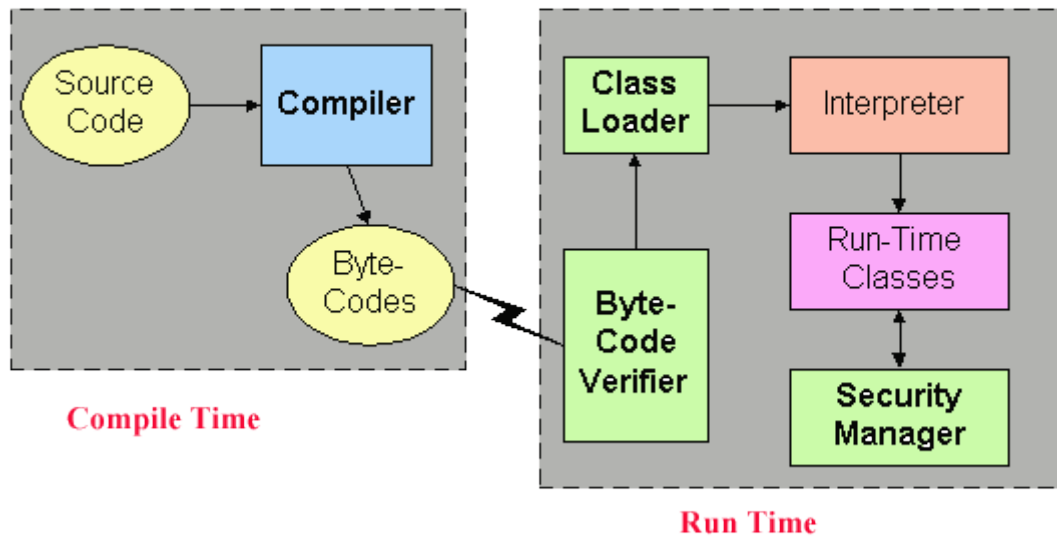 Source
Code
Compiler
Byte-
Codes
Compile Time
Class
Loader
Interpreter
Run-Time
Classes
Byte-
Code
Verifier
Security
Manager
Run Time